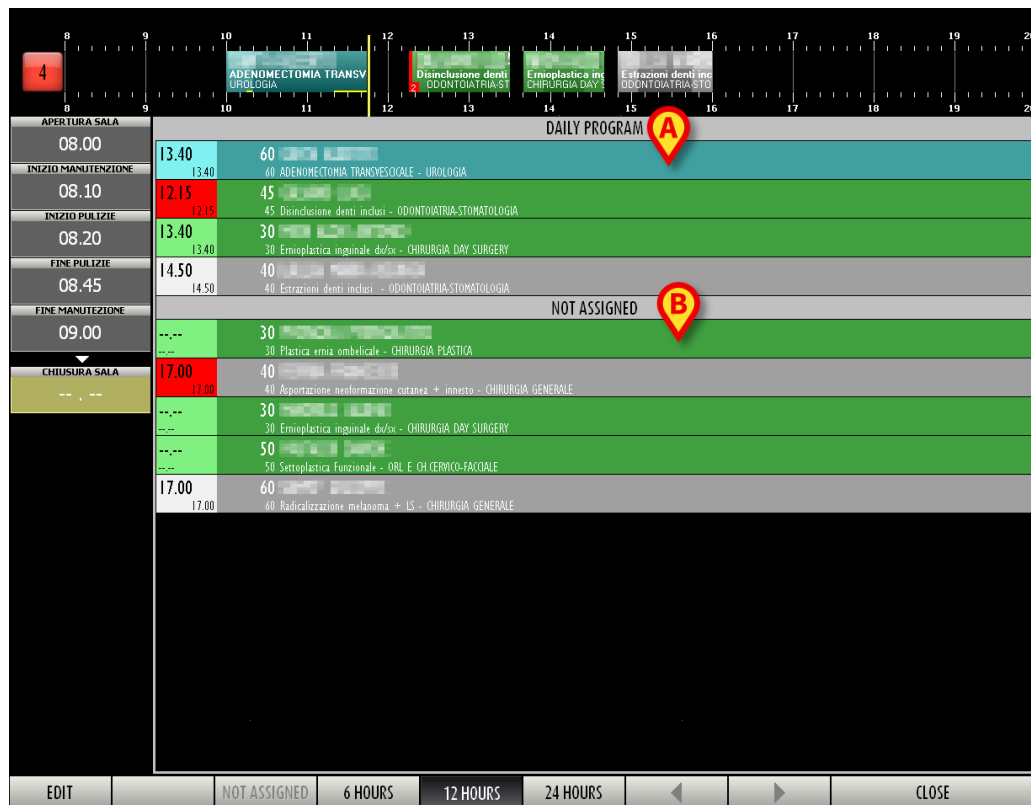 8 9 10 11 12 13 14 15 16 17 18 19 20
4
ADENOMECTOMIA TRANSV
UROLOGIA
2
Disinclusione denti
ODONTOIATRIA-ST
Ernioplastica ing
CHIRURGIA DAY S
Estrazioni denti inc
ODONTOIATRIA-STO
8 9 10 11 12 13 14 15 16 17 18 19 20
APERTURA SALA
08.00
INIZIO MANUTENZIONE
08.10
INIZIO PULIZIE
08.20
FINE PULIZIE
08.45
FINE MANUTEZIONE
09.00
CHIUSURA SALA
-- . --
DAILY PROGRAM
A
13.40 60
13.40 60 ADENOMECTOMIA TRANSVESCICALE - UROLOGIA
12.15 45
12.15 45 Disinclusione denti inclusi - ODONTOIATRIA-STOMATOLOGIA
13.40 30
13.40 30 Ernioplastica inguinale dx/sx - CHIRURGIA DAY SURGERY
14.50 40
14.50 40 Estrazioni denti inclusi - ODONTOIATRIA-STOMATOLOGIA
NOT ASSIGNED
B
--.-- 30
--.-- 30 Plastica ernia ombelicale - CHIRURGIA PLASTICA
17.00 40
17.00 40 Asportazione neoformazione cutanea + innesto - CHIRURGIA GENERALE
--.-- 30
--.-- 30 Ernioplastica inguinale dx/sx - CHIRURGIA DAY SURGERY
--.-- 50
--.-- 50 Settoplastica Funzionale - ORL E CH.CERVICO-FACCIALE
17.00 60
17.00 60 Radicalizzazione melanoma + LS - CHIRURGIA GENERALE
EDIT NOT ASSIGNED 6 HOURS 12 HOURS 24 HOURS CLOSE